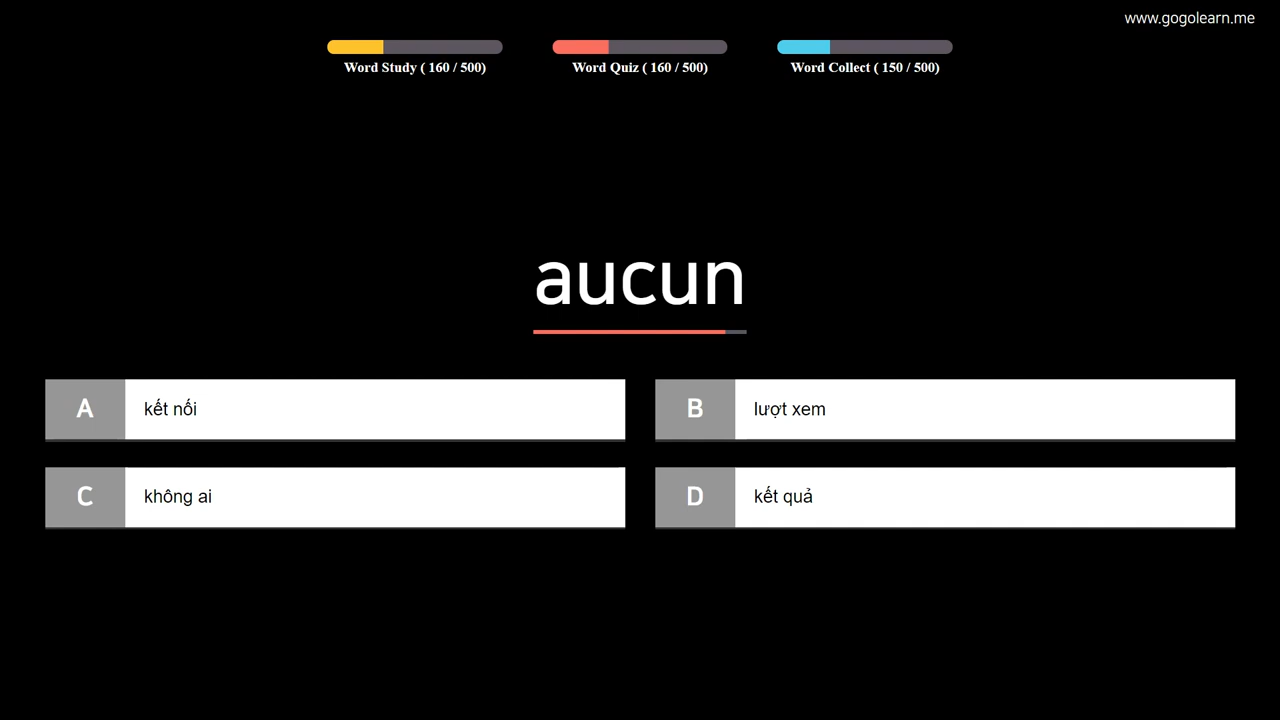 www.gogolearn.me
Word Study ( 160 / 500)
Word Quiz ( 160 / 500)
Word Collect ( 150 / 500)
aucun
A
kết nối
B
lượt xem
C
không ai
D
kết quả